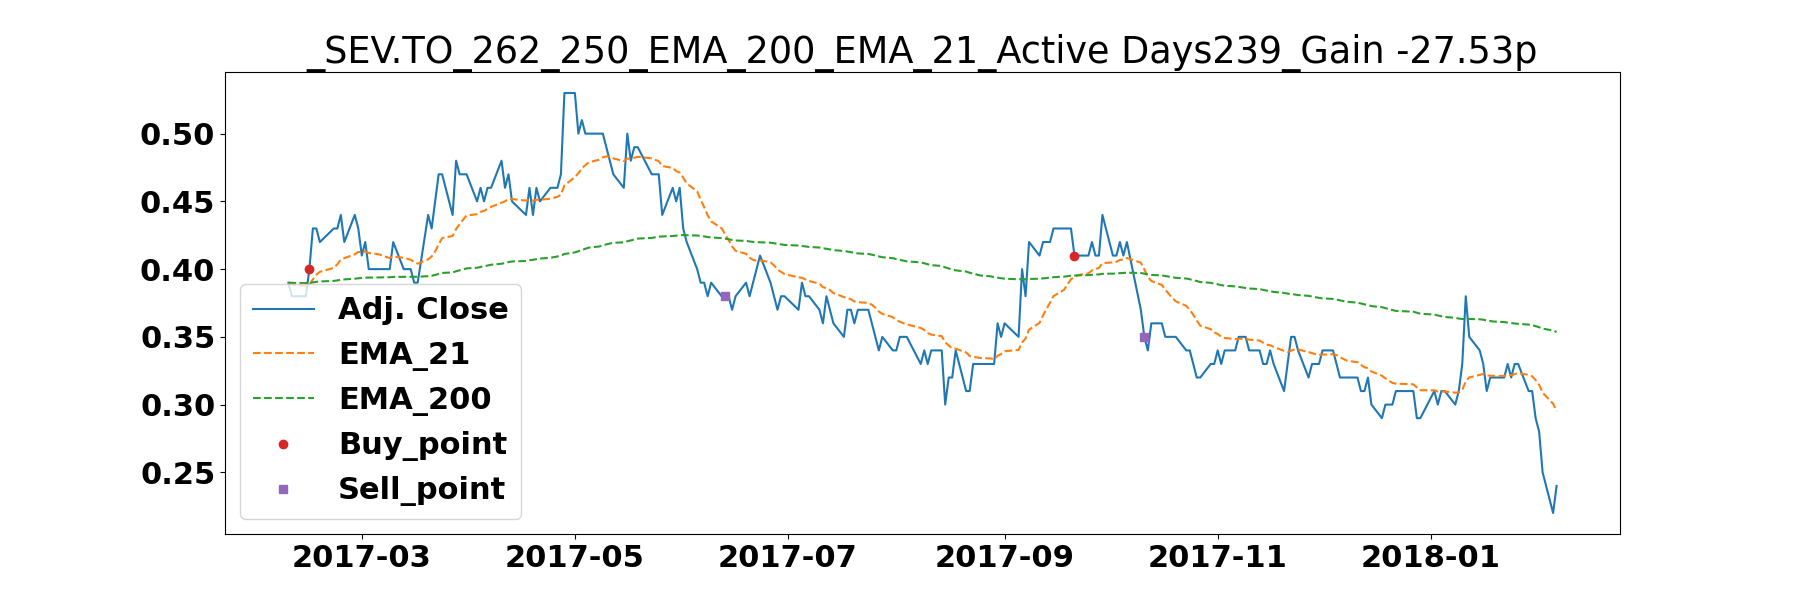 _SEV.TO_262_250_EMA_200_EMA_21_Active Days239_Gain -27.53p
0.50
0.45
0.40
0.35
0.30
0.25
Adj. Close
EMA_21
EMA_200
Buy_point
Sell_point
2017-03 2017-05 2017-07 2017-09 2017-11 2018-01